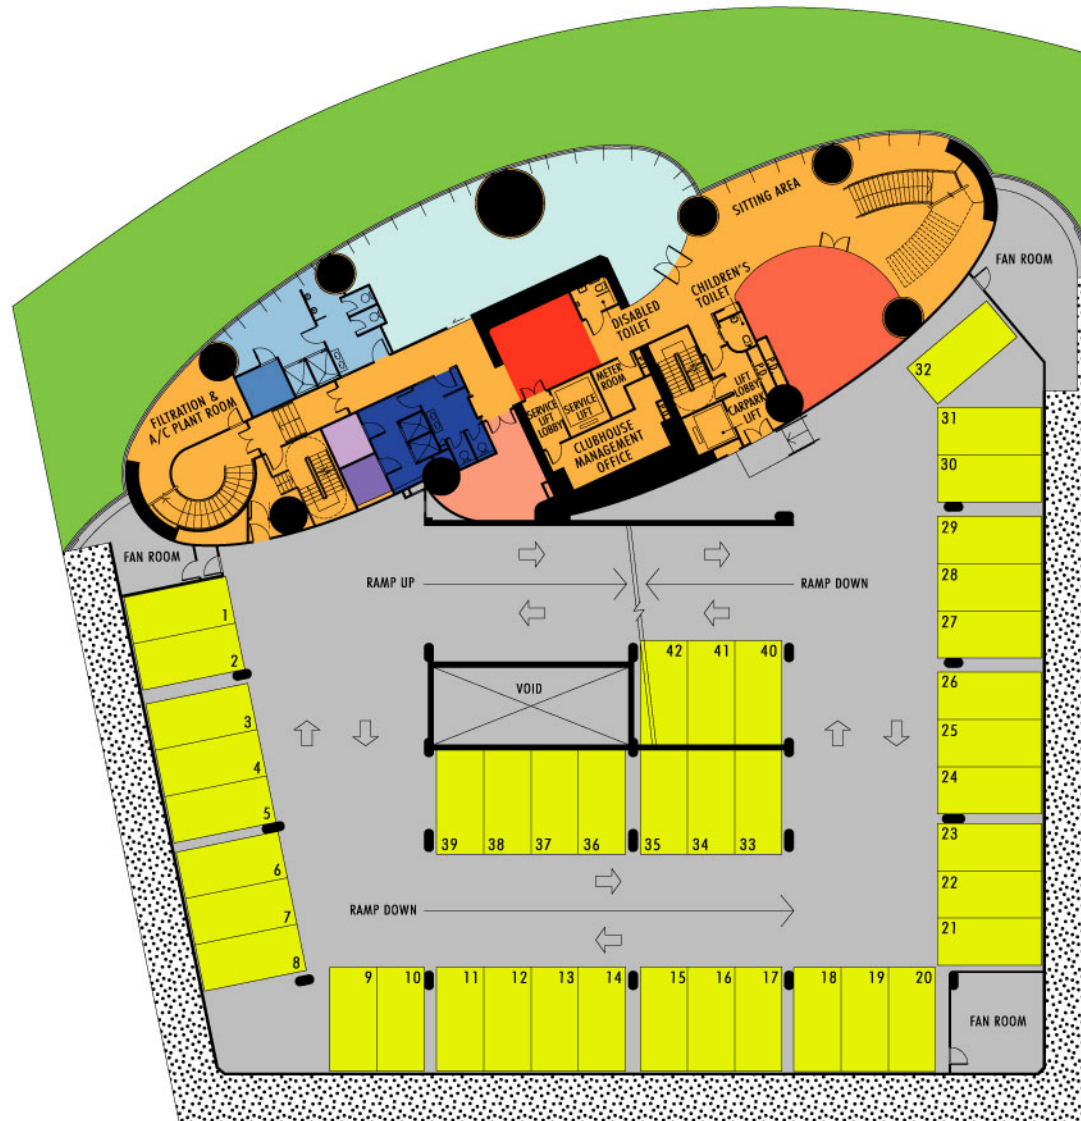 SITTING AREA
FAN ROOM
CHILDREN'S
TOILET
DISABLED
TOILET
METER
ROOM
SERVICE
LIFT
LOBBY
SERVICE
LIFT
CLUBHOUSE
MANAGEMENT
OFFICE
P.D.
P.D.
LIFT
LOBBY
CARPARK
LIFT
FILTRATION &
A/C PLANT ROOM
FAN ROOM
RAMP UP
RAMP DOWN
VOID
RAMP DOWN
FAN ROOM
1
2
3
4
5
6
7
8
9
10
11
12
13
14
15
16
17
18
19
20
21
22
23
24
25
26
27
28
29
30
31
32
33
34
35
36
37
38
39
40
41
42